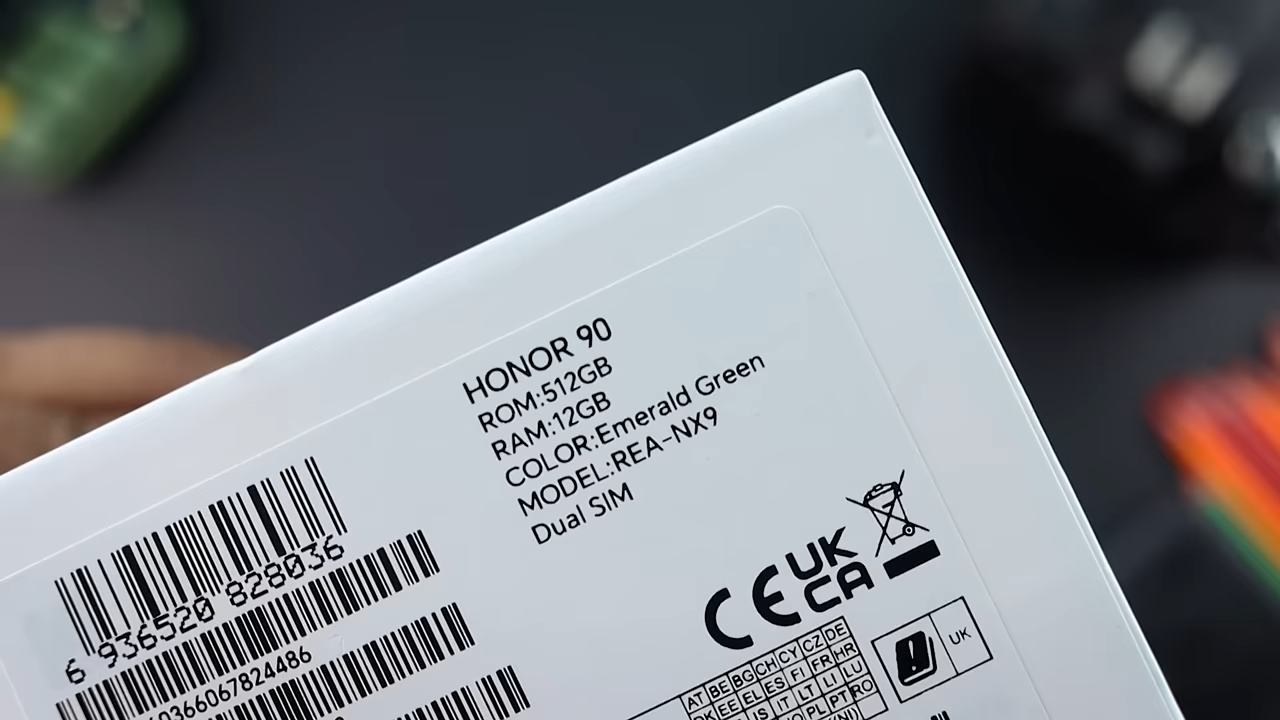 HONOR 90
ROM:512GB
RAM:12GB
COLOR:Emerald Green
MODEL:REA-NX9
Dual SIM
6 936520 828036
60366067824486
CE UK CA
AT BE BG CH CY CZ DE
EE EL ES FI FR HR
IS IT LT LI LU
PL PT RO
UK